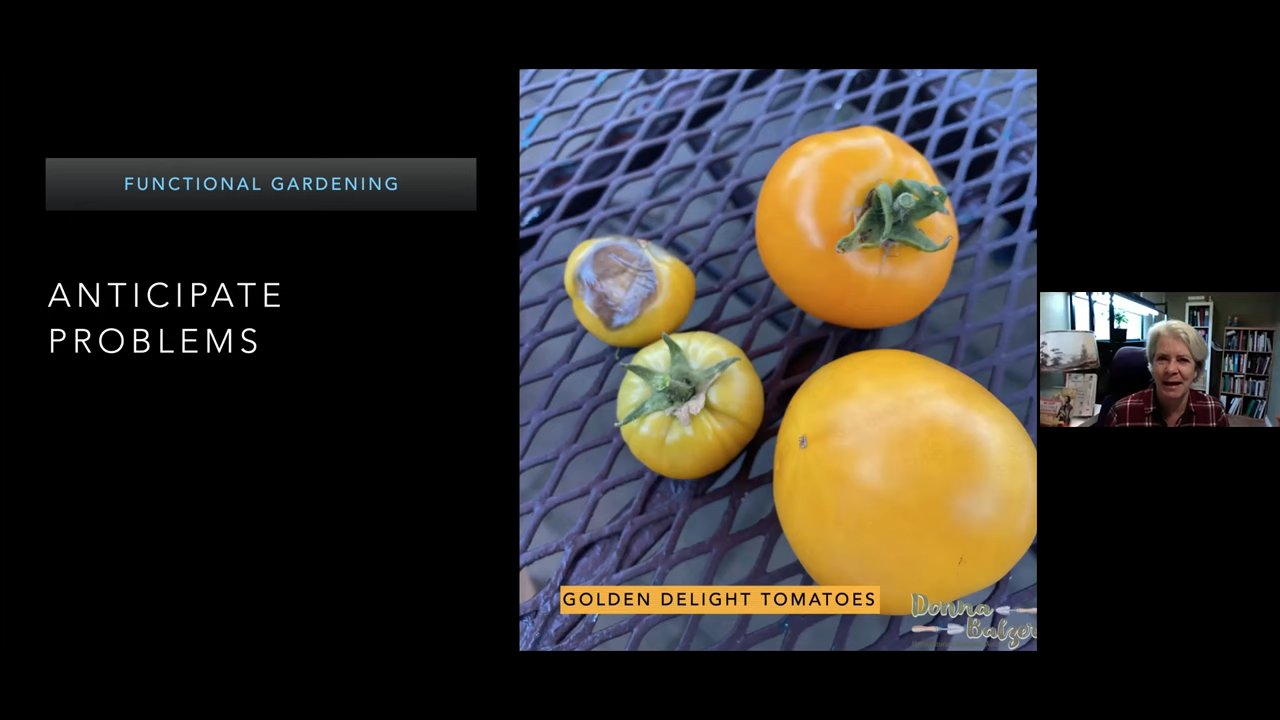 FUNCTIONAL GARDENING
ANTICIPATE
PROBLEMS
GOLDEN DELIGHT TOMATOES
Donna
Balzer